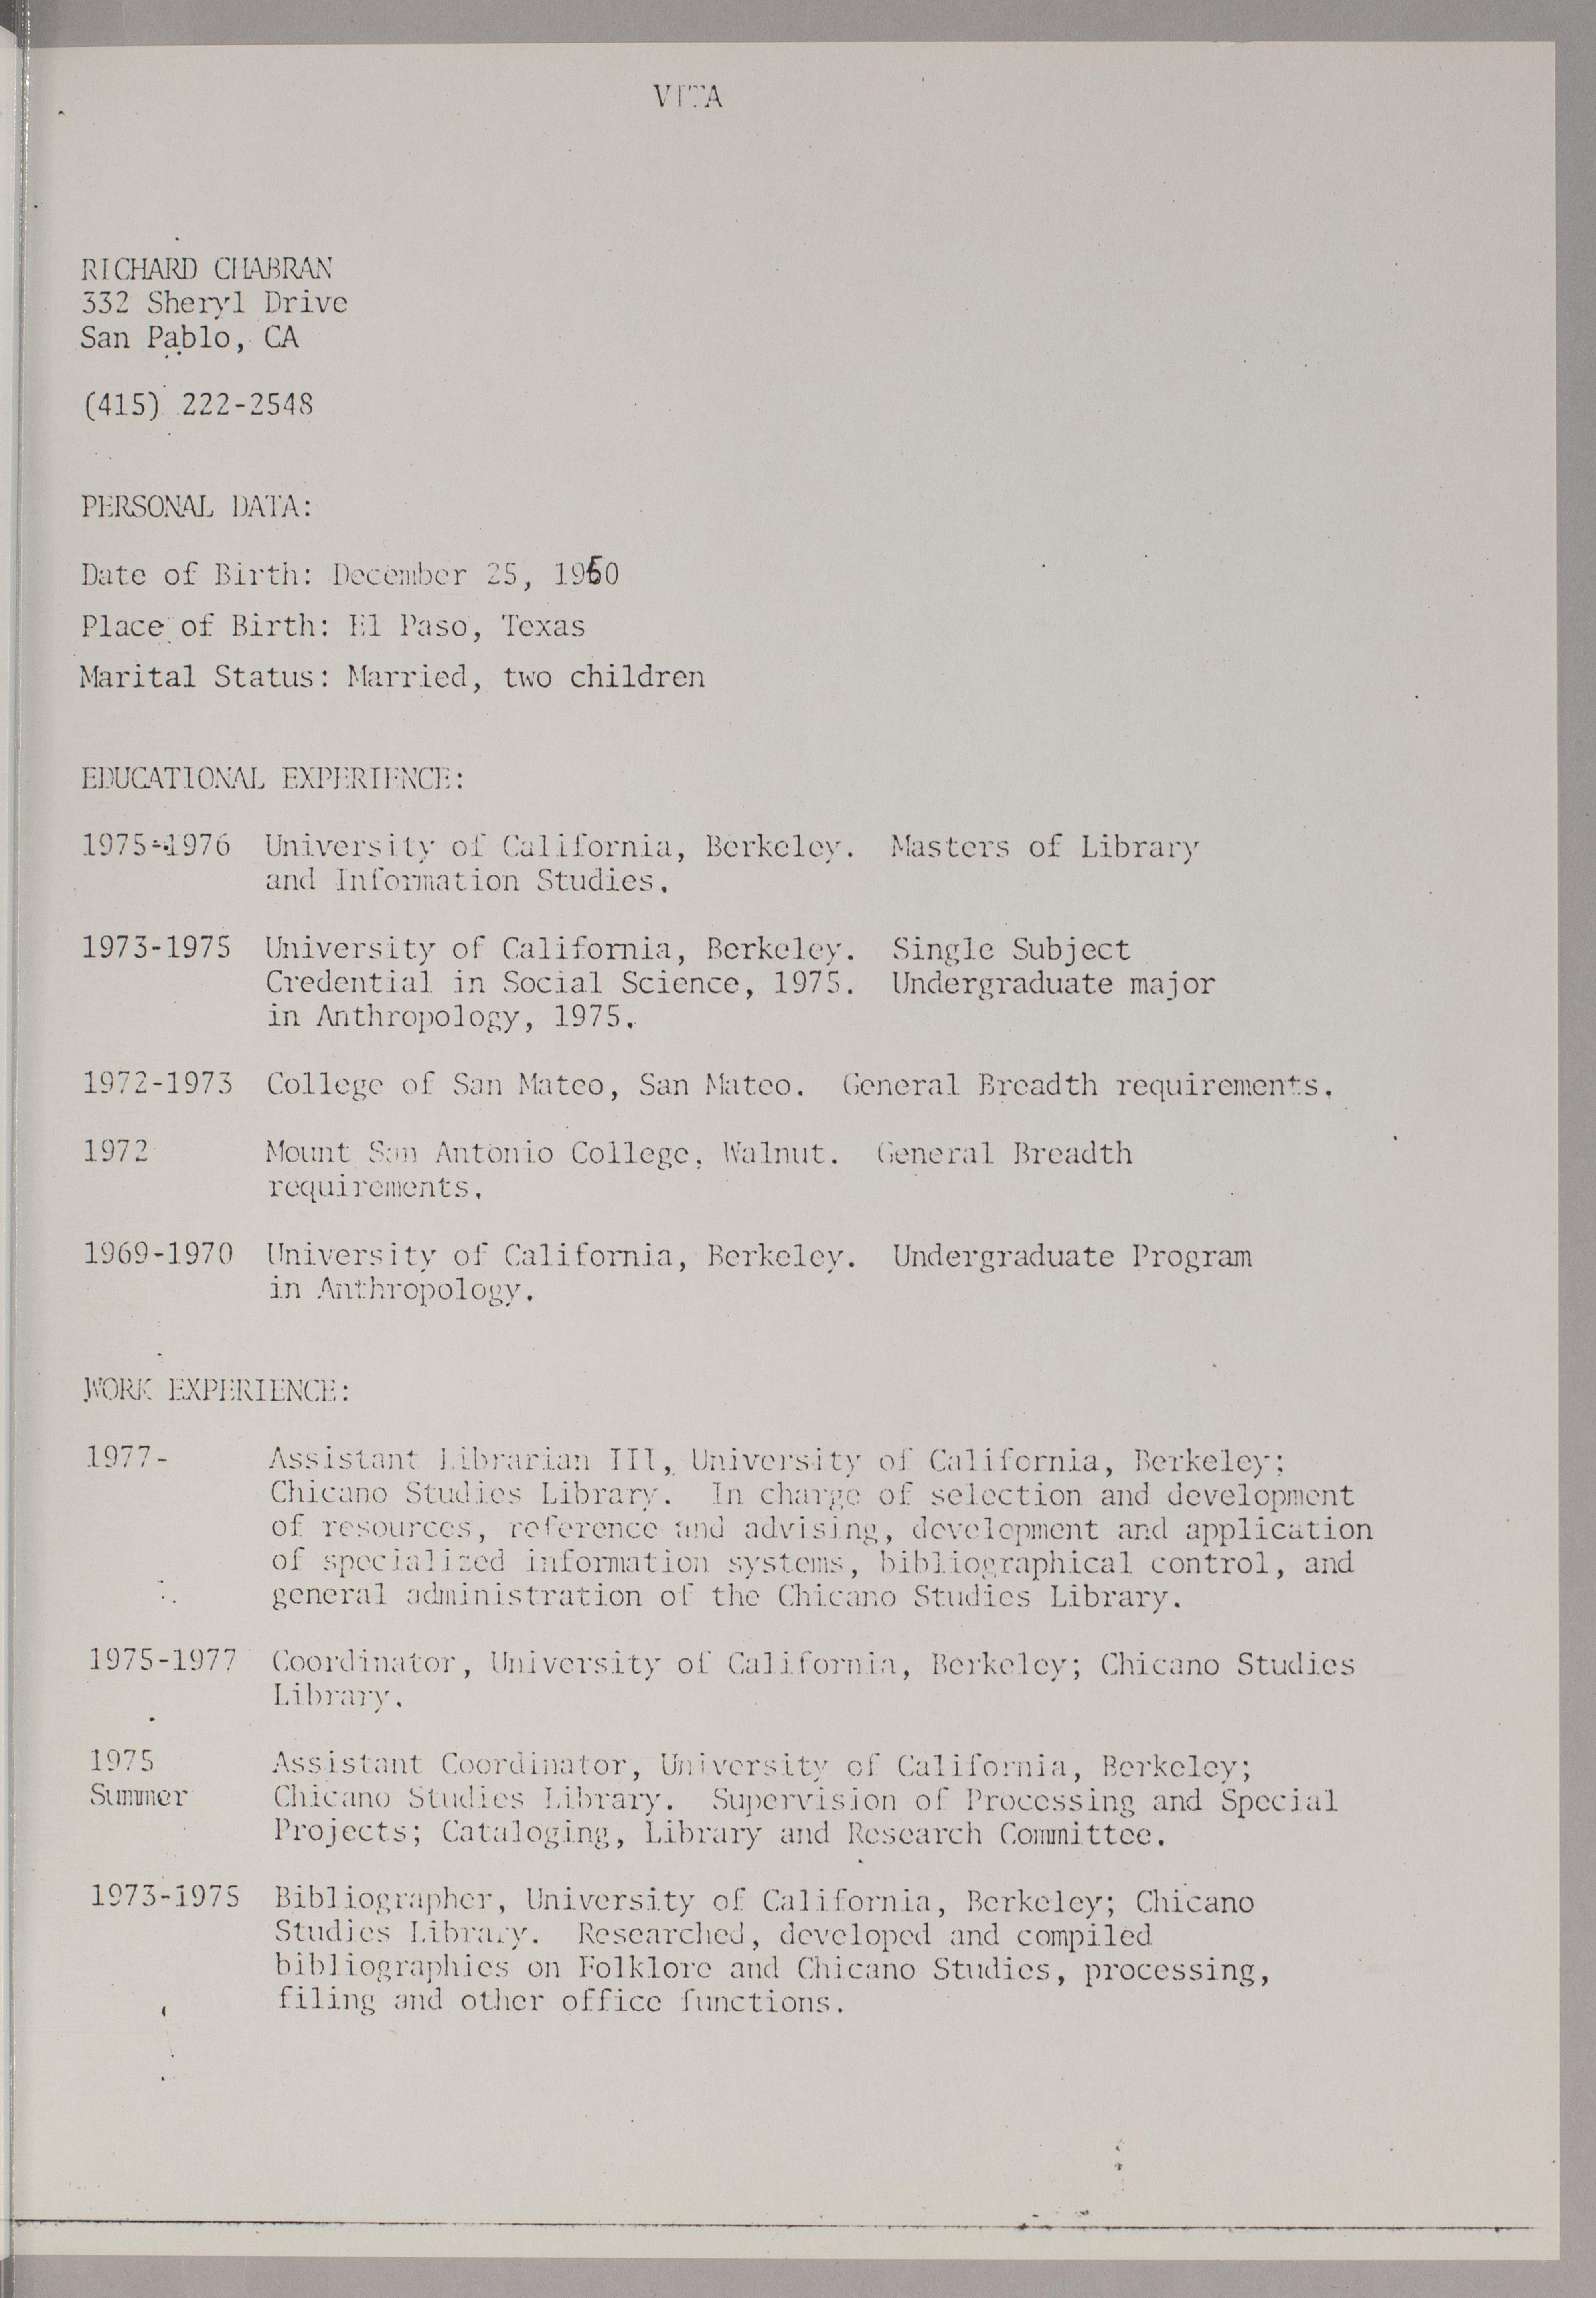 VITA
RICHARD CHABRAN
332 Sheryl Drive
San Pablo, CA
(415) 222-2548
PERSONAL DATA:
Date of Birth: December 25, 1950
Place of Birth: El Paso, Texas
Marital Status: Married, two children
EDUCATIONAL EXPERIENCE:
1975-1976 University of California, Berkeley. Masters of Library
and Information Studies.
1973-1975 University of California, Berkeley. Single Subject
Credential in Social Science, 1975. Undergraduate major
in Anthropology, 1975.
1972-1973 College of San Mateo, San Mateo. General Breadth requirements.
1972 Mount San Antonio College, Walnut. General Breadth
requirements.
1969-1970 University of California, Berkeley. Undergraduate Program
in Anthropology.
WORK EXPERIENCE:
1977- Assistant Librarian III, University of California, Berkeley;
Chicano Studies Library. In charge of selection and development
of resources, reference and advising, development and application
of specialized information systems, bibliographical control, and
general administration of the Chicano Studies Library.
1975-1977 Coordinator, University of California, Berkeley; Chicano Studies
Library.
1975 Assistant Coordinator, University of California, Berkeley;
Summer Chicano Studies Library. Supervision of Processing and Special
Projects; Cataloging, Library and Research Committee.
1973-1975 Bibliographer, University of California, Berkeley; Chicano
Studies Library. Researched, developed and compiled
bibliographies on Folklore and Chicano Studies, processing,
filing and other office functions.